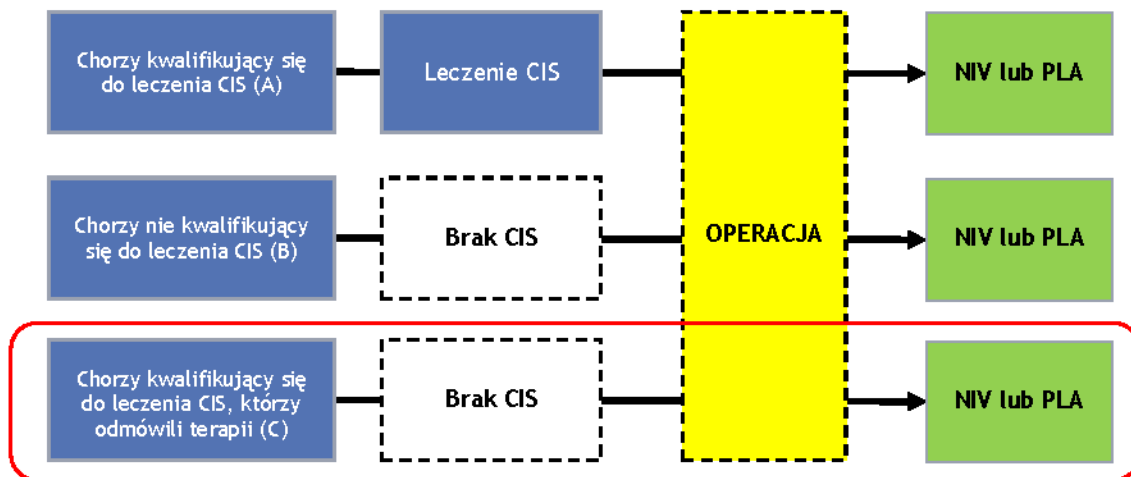 Chorzy kwalifikujący się
do leczenia CIS (A)
Leczenie CIS
NIV lub PLA
Chorzy nie kwalifikujący
się do leczenia CIS (B)
Brak CIS
OPERACJA
NIV lub PLA
Chorzy kwalifikujący się
do leczenia CIS, którzy
odmówili terapii (C)
Brak CIS
NIV lub PLA